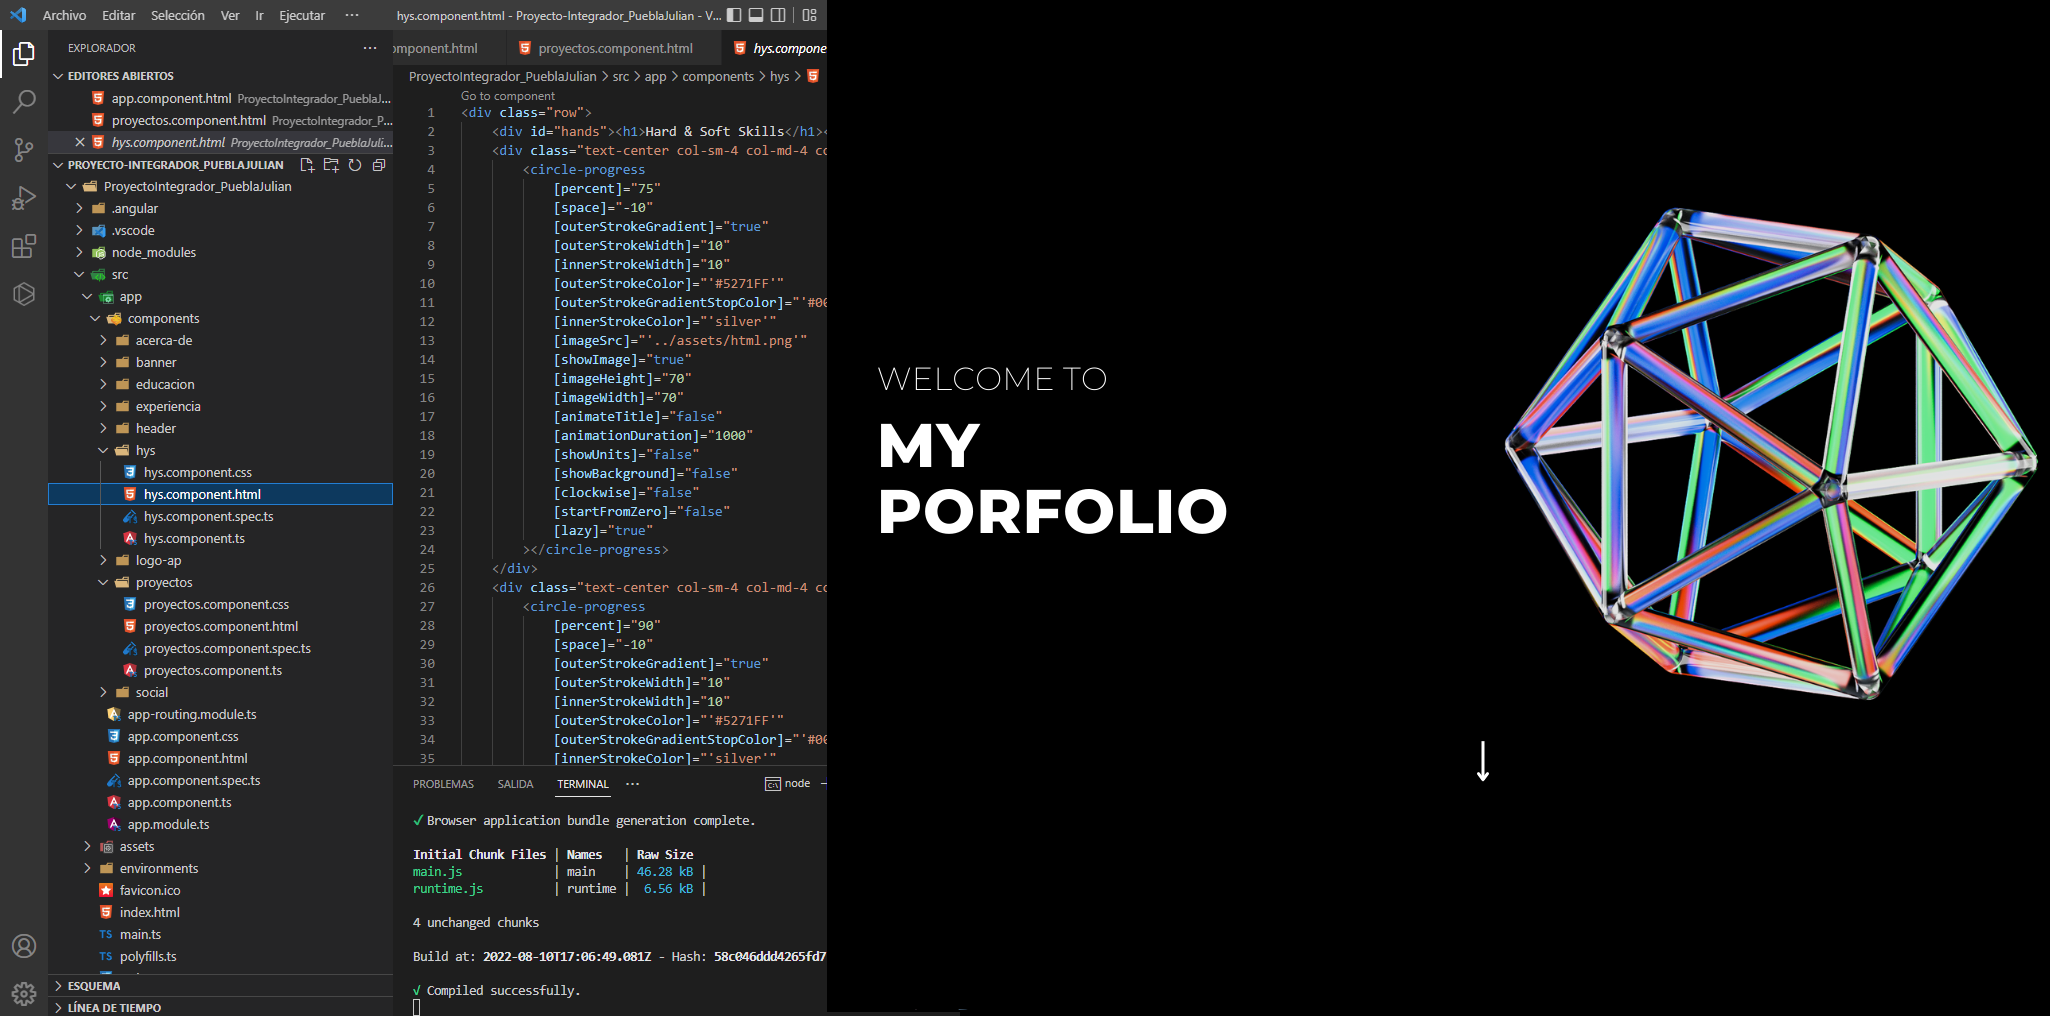 Archivo Editar Selección Ver Ir Ejecutar ···
hys.component.html - Proyecto-Integrador_PueblaJulian - V...
EXPLORADOR ···
EDITORES ABIERTOS
app.component.html ProyectoIntegrador_PueblaJ...
proyectos.component.html ProyectoIntegrador_P...
hys.component.html ProyectoIntegrador_PueblaJuli...
PROYECTO-INTEGRADOR_PUEBLAJULIAN
ProyectoIntegrador_PueblaJulian
.angular
.vscode
node_modules
src
app
components
acerca-de
banner
educacion
experiencia
header
hys
hys.component.css
hys.component.html
hys.component.spec.ts
hys.component.ts
logo-ap
proyectos
proyectos.component.css
proyectos.component.html
proyectos.component.spec.ts
proyectos.component.ts
social
app-routing.module.ts
app.component.css
app.component.html
app.component.spec.ts
app.component.ts
app.module.ts
assets
environments
favicon.ico
index.html
TS main.ts
TS polyfills.ts
ESQUEMA
LÍNEA DE TIEMPO
omponent.html proyectos.component.html hys.compone
ProyectoIntegrador_PueblaJulian > src > app > components > hys >
Go to component
1 <div class="row">
2 <div id="hands"><h1>Hard & Soft Skills</h1><
3 <div class="text-center col-sm-4 col-md-4 co
4 <circle-progress
5 [percent]="75"
6 [space]="-10"
7 [outerStrokeGradient]="true"
8 [outerStrokeWidth]="10"
9 [innerStrokeWidth]="10"
10 [outerStrokeColor]="'#5271FF'"
11 [outerStrokeGradientStopColor]="'#00
12 [innerStrokeColor]="'silver'"
13 [imageSrc]="'../assets/html.png'"
14 [showImage]="true"
15 [imageHeight]="70"
16 [imageWidth]="70"
17 [animateTitle]="false"
18 [animationDuration]="1000"
19 [showUnits]="false"
20 [showBackground]="false"
21 [clockwise]="false"
22 [startFromZero]="false"
23 [lazy]="true"
24 ></circle-progress>
25 </div>
26 <div class="text-center col-sm-4 col-md-4 co
27 <circle-progress
28 [percent]="90"
29 [space]="-10"
30 [outerStrokeGradient]="true"
31 [outerStrokeWidth]="10"
32 [innerStrokeWidth]="10"
33 [outerStrokeColor]="'#5271FF'"
34 [outerStrokeGradientStopColor]="'#00
35 [innerStrokeColor]="'silver'"
PROBLEMAS SALIDA TERMINAL ··· node
✓ Browser application bundle generation complete.
Initial Chunk Files | Names | Raw Size
main.js | main | 46.28 kB |
runtime.js | runtime | 6.56 kB |
4 unchanged chunks
Build at: 2022-08-10T17:06:49.081Z - Hash: 58c046ddd4265fd7
√ Compiled successfully.
WELCOME TO
MY
PORFOLIO